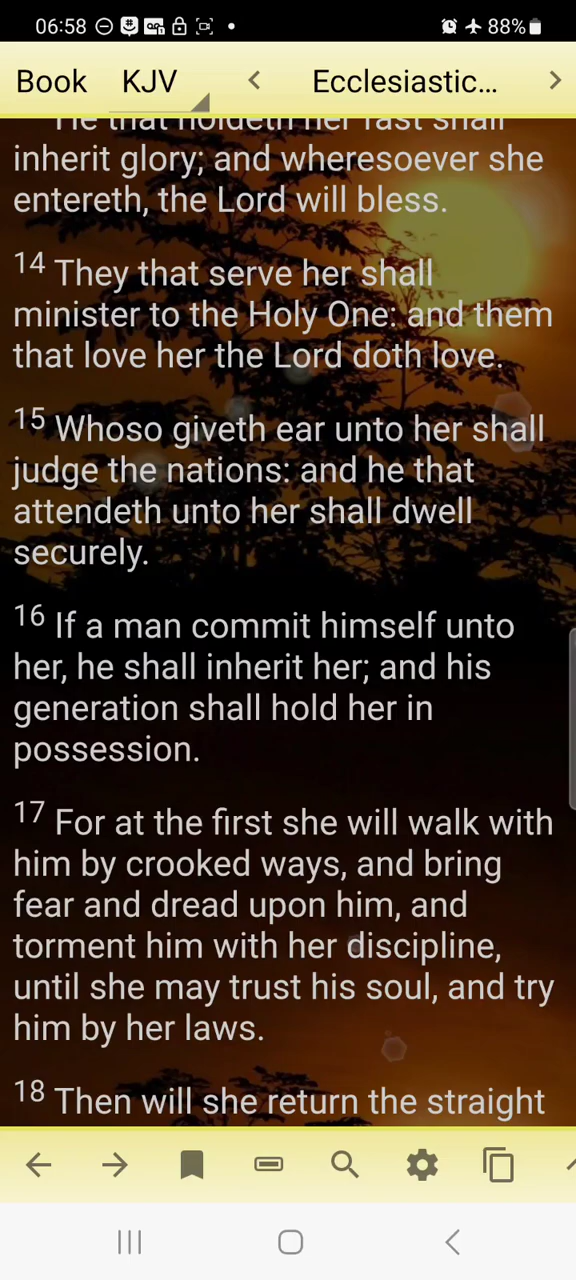 06:58 88%
Book KJV Ecclesiastic...
He that holdeth her fast shall
inherit glory; and wheresoever she
entereth, the Lord will bless.
14 They that serve her shall
minister to the Holy One: and them
that love her the Lord doth love.
15 Whoso giveth ear unto her shall
judge the nations: and he that
attendeth unto her shall dwell
securely.
16 If a man commit himself unto
her, he shall inherit her; and his
generation shall hold her in
possession.
17 For at the first she will walk with
him by crooked ways, and bring
fear and dread upon him, and
torment him with her discipline,
until she may trust his soul, and try
him by her laws.
18 Then will she return the straight